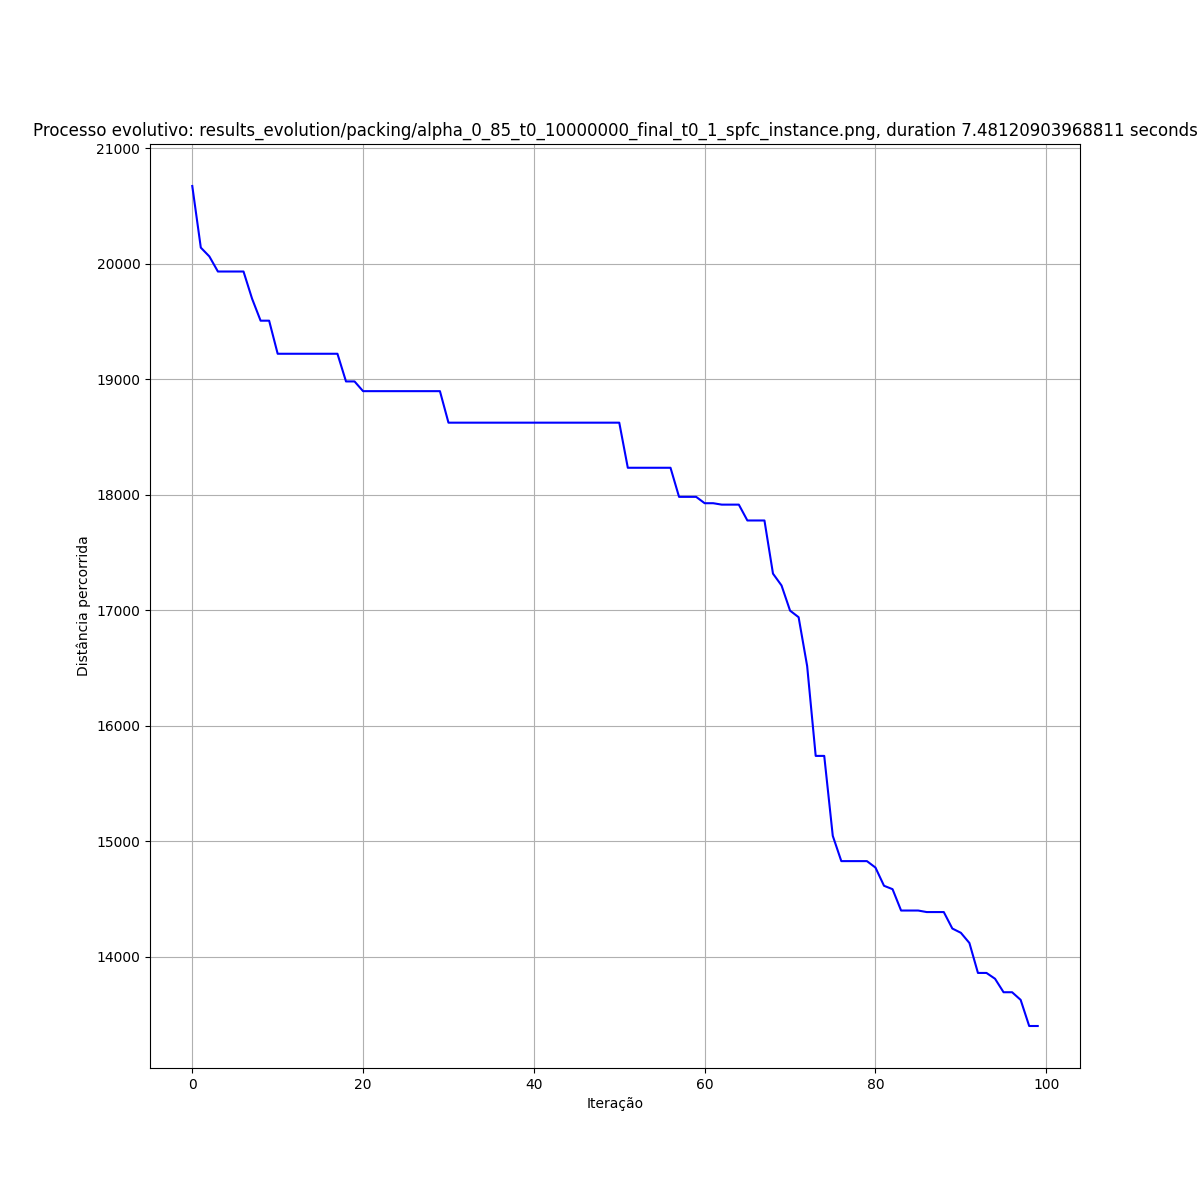 Processo evolutivo: results_evolution/packing/alpha_0_85_t0_10000000_final_t0_1_spfc_instance.png, duration 7.48120903968811 seconds
21000
20000
19000
18000
17000
16000
15000
14000
Distância percorrida
0 20 40 60 80 100
Iteração